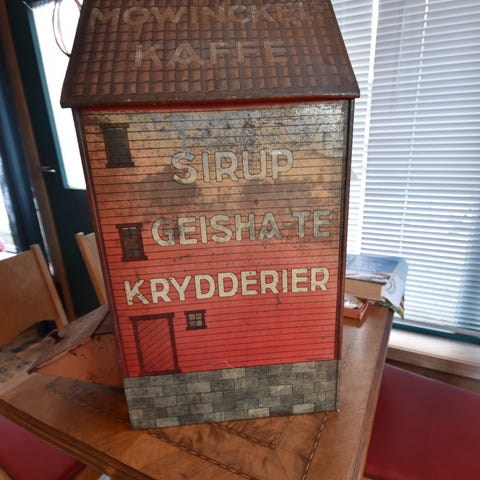 MOWINCKEL
KAFFE
SIRUP
GEISHA-TE
KRYDDERIER